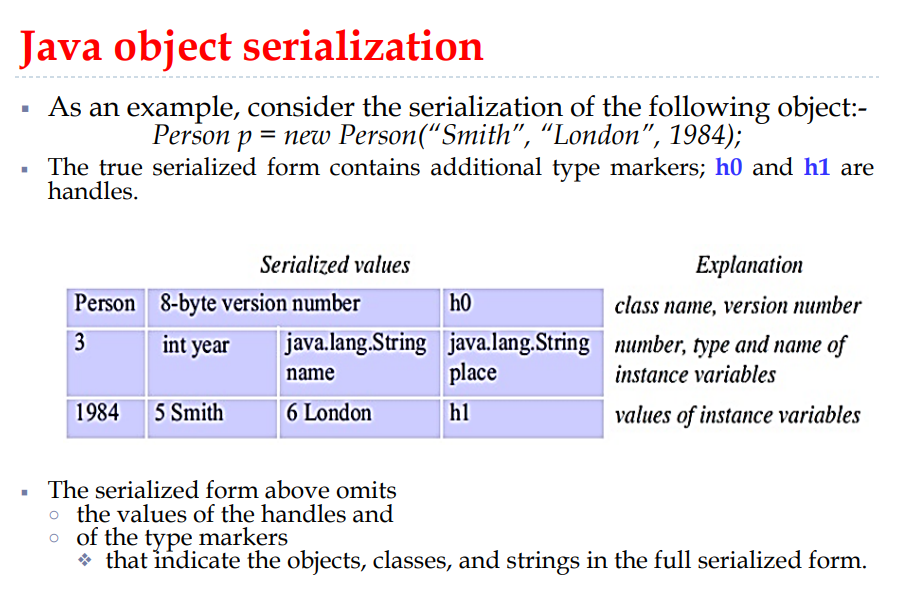 Java object serialization
▪ As an example, consider the serialization of the following object:-
Person p = new Person(“Smith”, “London”, 1984);
▪ The true serialized form contains additional type markers; h0 and h1 are
handles.
Serialized values Explanation
Person 8-byte version number h0 class name, version number
3 int year java.lang.String java.lang.String number, type and name of
name place instance variables
1984 5 Smith 6 London h1 values of instance variables
▪ The serialized form above omits
○ the values of the handles and
○ of the type markers
❖ that indicate the objects, classes, and strings in the full serialized form.